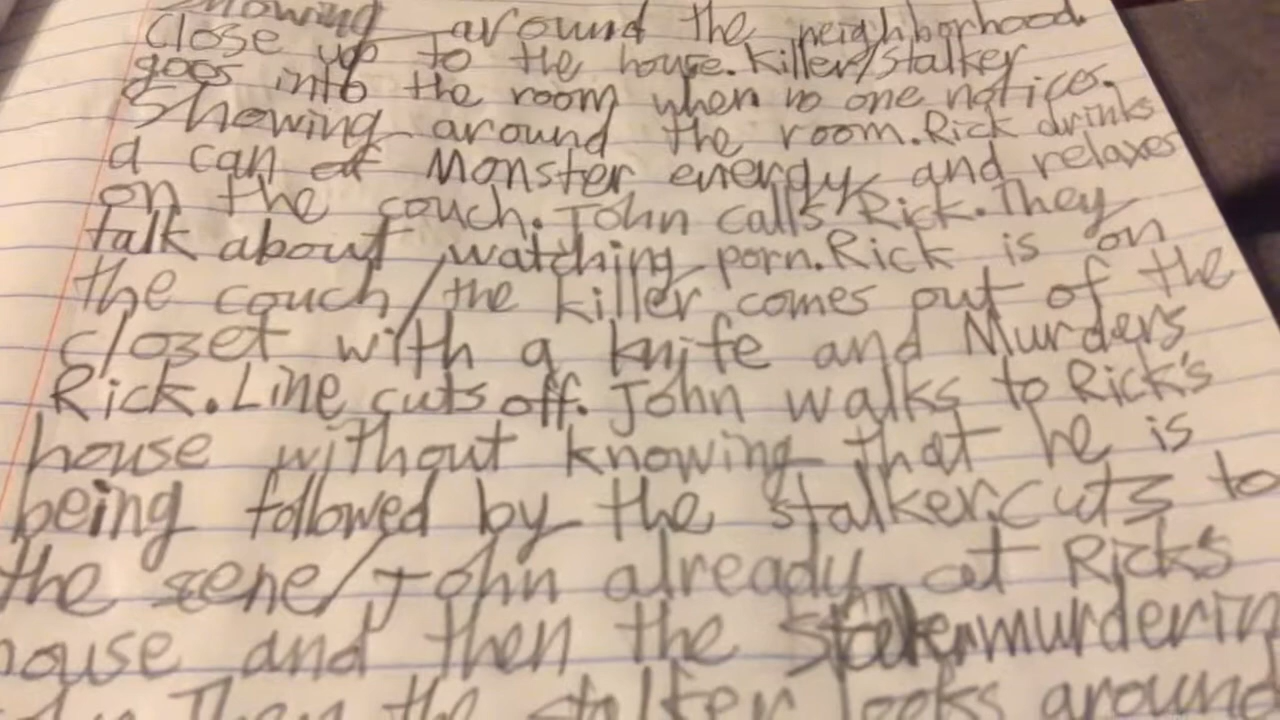 Showing around the neighborhood.
Close up to the house. Killer/Stalker
goes into the room when no one notices.
Showing around the room. Rick drinks
a can of Monster energy and relaxes
on the couch. John calls Rick. They
talk about watching porn. Rick is on
the couch/the killer comes out of the
clozet with a knife and Murders
Rick. Line cuts off. John walks to Rick's
house without knowing that he is
being followed by the stalker. cuts to
the sene/John already at Rick's
house and then the Stalker murderin
Then the stalker looks around